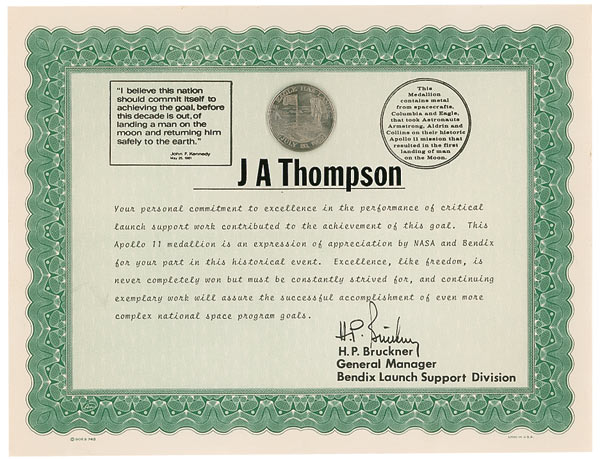 "I believe this nation
should commit itself to
achieving the goal, before
this decade is out, of
landing a man on the
moon and returning him
safely to the earth."
John F. Kennedy
May 25, 1961
This
Medallion
contains metal
from spacecrafts,
Columbia and Eagle,
that took Astronauts
Armstrong, Aldrin and
Collins on their historic
Apollo 11 mission that
resulted in the first
landing of man
on the Moon.
J A Thompson
Your personal commitment to excellence in the performance of critical
launch support work contributed to the achievement of this goal. This
Apollo 11 medallion is an expression of appreciation by NASA and Bendix
for your part in this historical event. Excellence, like freedom, is
never completely won but must be constantly strived for, and continuing
exemplary work will assure the successful accomplishment of even more
complex national space program goals.
H.P. Bruckner
H.P. Bruckner
General Manager
Bendix Launch Support Division